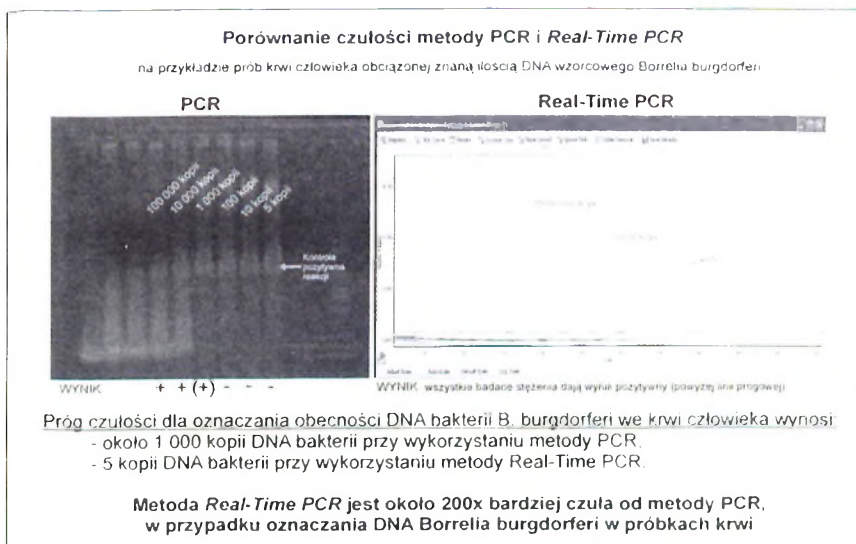 Porównanie czułości metody PCR i Real-Time PCR
na przykładzie prób krwi człowieka obciążonej znaną ilością DNA wzorcowego Borrelia burgdorferi
PCR
Real-Time PCR
100 000 kopii
10 000 kopii
1 000 kopii
100 kopii
10 kopii
5 kopii
Kontrola
pozytywna
reakcji
WYNIK + + (+) - - -
WYNIK wszystkie badane stężenia dają wynik pozytywny (powyżej linii progowej)
Próg czułości dla oznaczania obecności DNA bakterii B. burgdorferi we krwi człowieka wynosi:
- około 1 000 kopii DNA bakterii przy wykorzystaniu metody PCR,
- 5 kopii DNA bakterii przy wykorzystaniu metody Real-Time PCR.
Metoda Real-Time PCR jest około 200x bardziej czuła od metody PCR,
w przypadku oznaczania DNA Borrelia burgdorferi w próbkach krwi